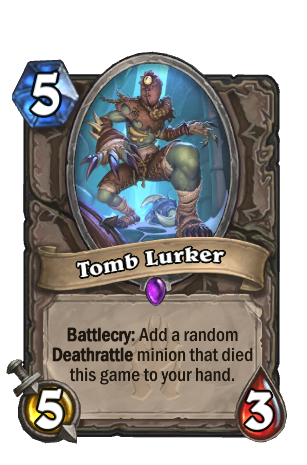 5
Tomb Lurker
Battlecry: Add a random
Deathrattle minion that died
this game to your hand.
5
3